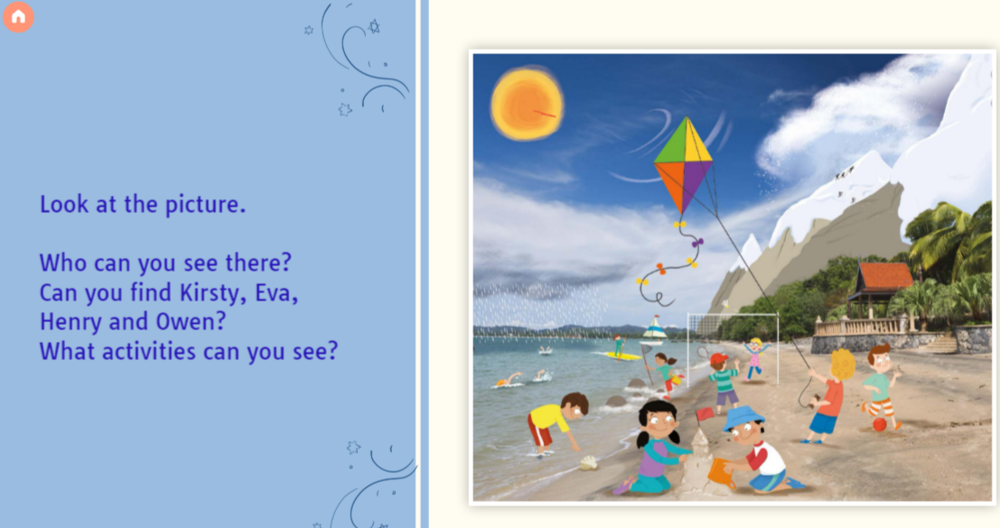 Look at the picture.
Who can you see there?
Can you find Kirsty, Eva,
Henry and Owen?
What activities can you see?